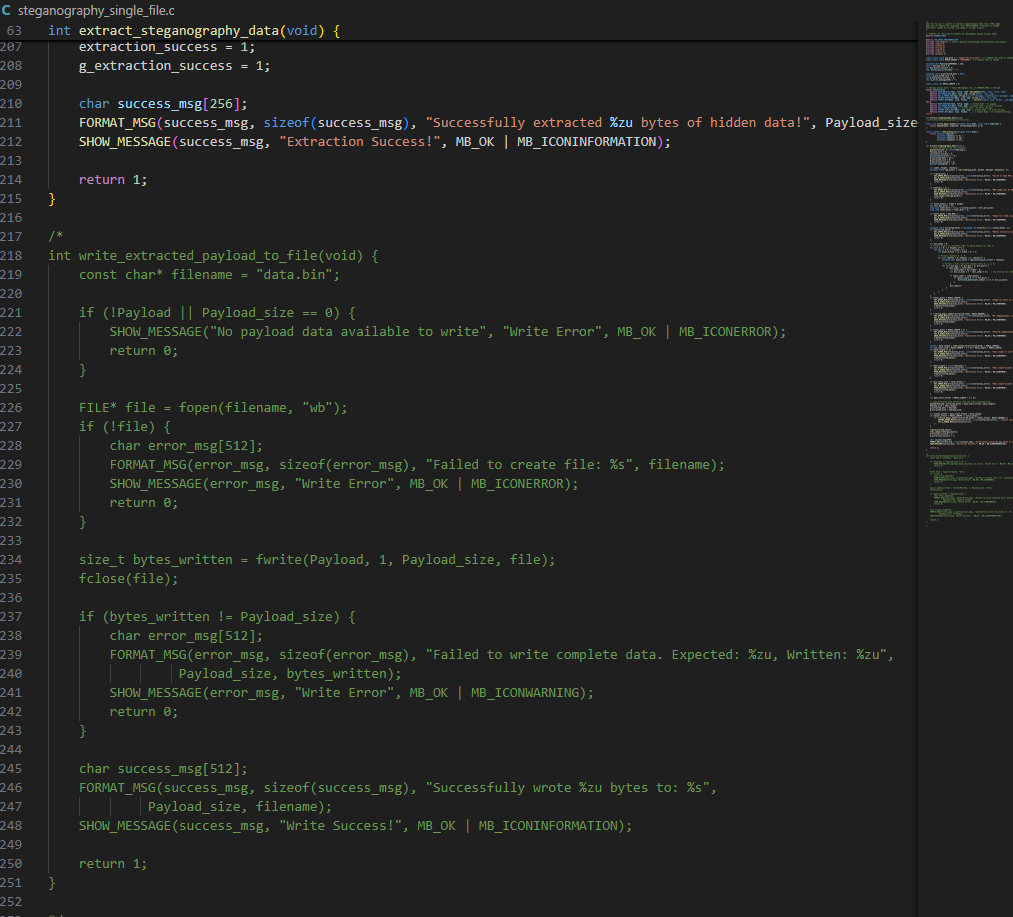 C steganography_single_file.c
63 int extract_steganography_data(void) {
207 extraction_success = 1;
208 g_extraction_success = 1;
209
210 char success_msg[256];
211 FORMAT_MSG(success_msg, sizeof(success_msg), "Successfully extracted %zu bytes of hidden data!", Payload_size
212 SHOW_MESSAGE(success_msg, "Extraction Success!", MB_OK | MB_ICONINFORMATION);
213
214 return 1;
215 }
216
217 /*
218 int write_extracted_payload_to_file(void) {
219 const char* filename = "data.bin";
220
221 if (!Payload || Payload_size == 0) {
222 SHOW_MESSAGE("No payload data available to write", "Write Error", MB_OK | MB_ICONERROR);
223 return 0;
224 }
225
226 FILE* file = fopen(filename, "wb");
227 if (!file) {
228 char error_msg[512];
229 FORMAT_MSG(error_msg, sizeof(error_msg), "Failed to create file: %s", filename);
230 SHOW_MESSAGE(error_msg, "Write Error", MB_OK | MB_ICONERROR);
231 return 0;
232 }
233
234 size_t bytes_written = fwrite(Payload, 1, Payload_size, file);
235 fclose(file);
236
237 if (bytes_written != Payload_size) {
238 char error_msg[512];
239 FORMAT_MSG(error_msg, sizeof(error_msg), "Failed to write complete data. Expected: %zu, Written: %zu",
240 Payload_size, bytes_written);
241 SHOW_MESSAGE(error_msg, "Write Error", MB_OK | MB_ICONWARNING);
242 return 0;
243 }
244
245 char success_msg[512];
246 FORMAT_MSG(success_msg, sizeof(success_msg), "Successfully wrote %zu bytes to: %s",
247 Payload_size, filename);
248 SHOW_MESSAGE(success_msg, "Write Success!", MB_OK | MB_ICONINFORMATION);
249
250 return 1;
251 }
252